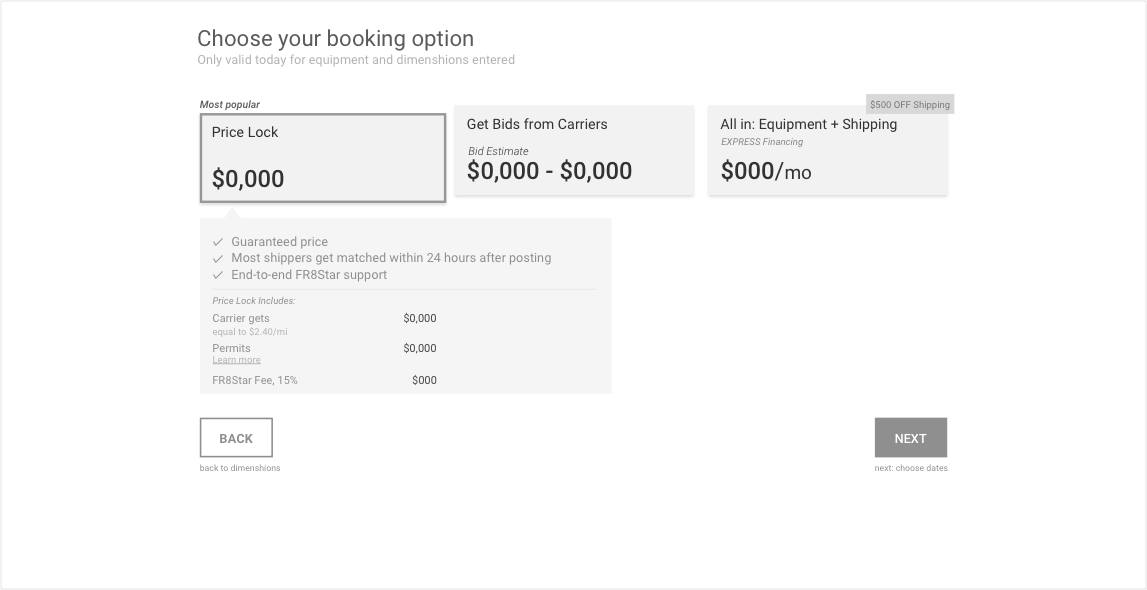 Choose your booking option
Only valid today for equipment and dimenshions entered
Most popular
Price Lock
$0,000
Get Bids from Carriers
Bid Estimate
$0,000 - $0,000
$500 OFF Shipping
All in: Equipment + Shipping
EXPRESS Financing
$000/mo
Guaranteed price
Most shippers get matched within 24 hours after posting
End-to-end FR8Star support
Price Lock Includes:
Carrier gets $0,000
equal to $2.40/mi
Permits $0,000
Learn more
FR8Star Fee, 15% $000
BACK
back to dimenshions
NEXT
next: choose dates